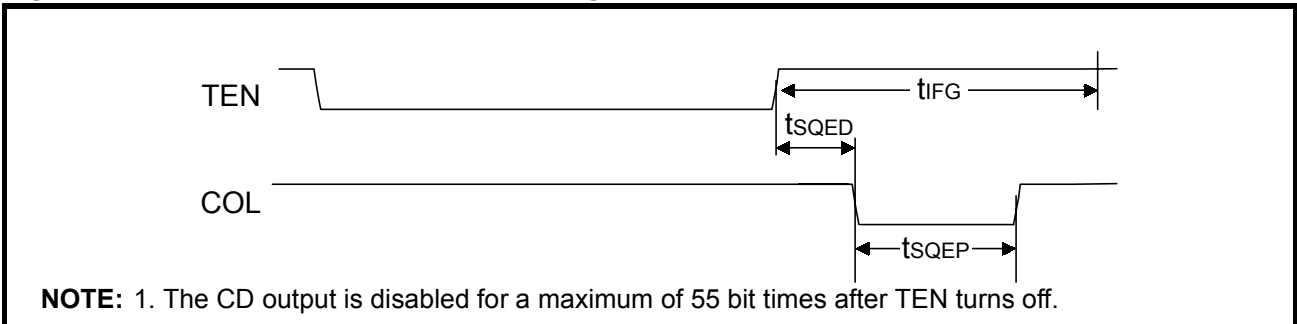 TEN
tIFG
tSQED
COL
tSQEP
NOTE: 1. The CD output is disabled for a maximum of 55 bit times after TEN turns off.